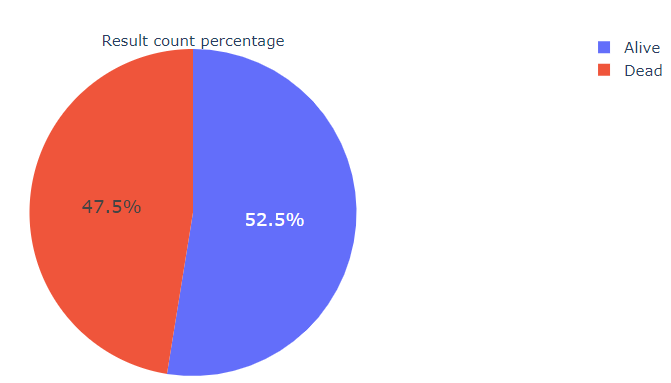 Result count percentage
Alive
Dead
47.5%
52.5%